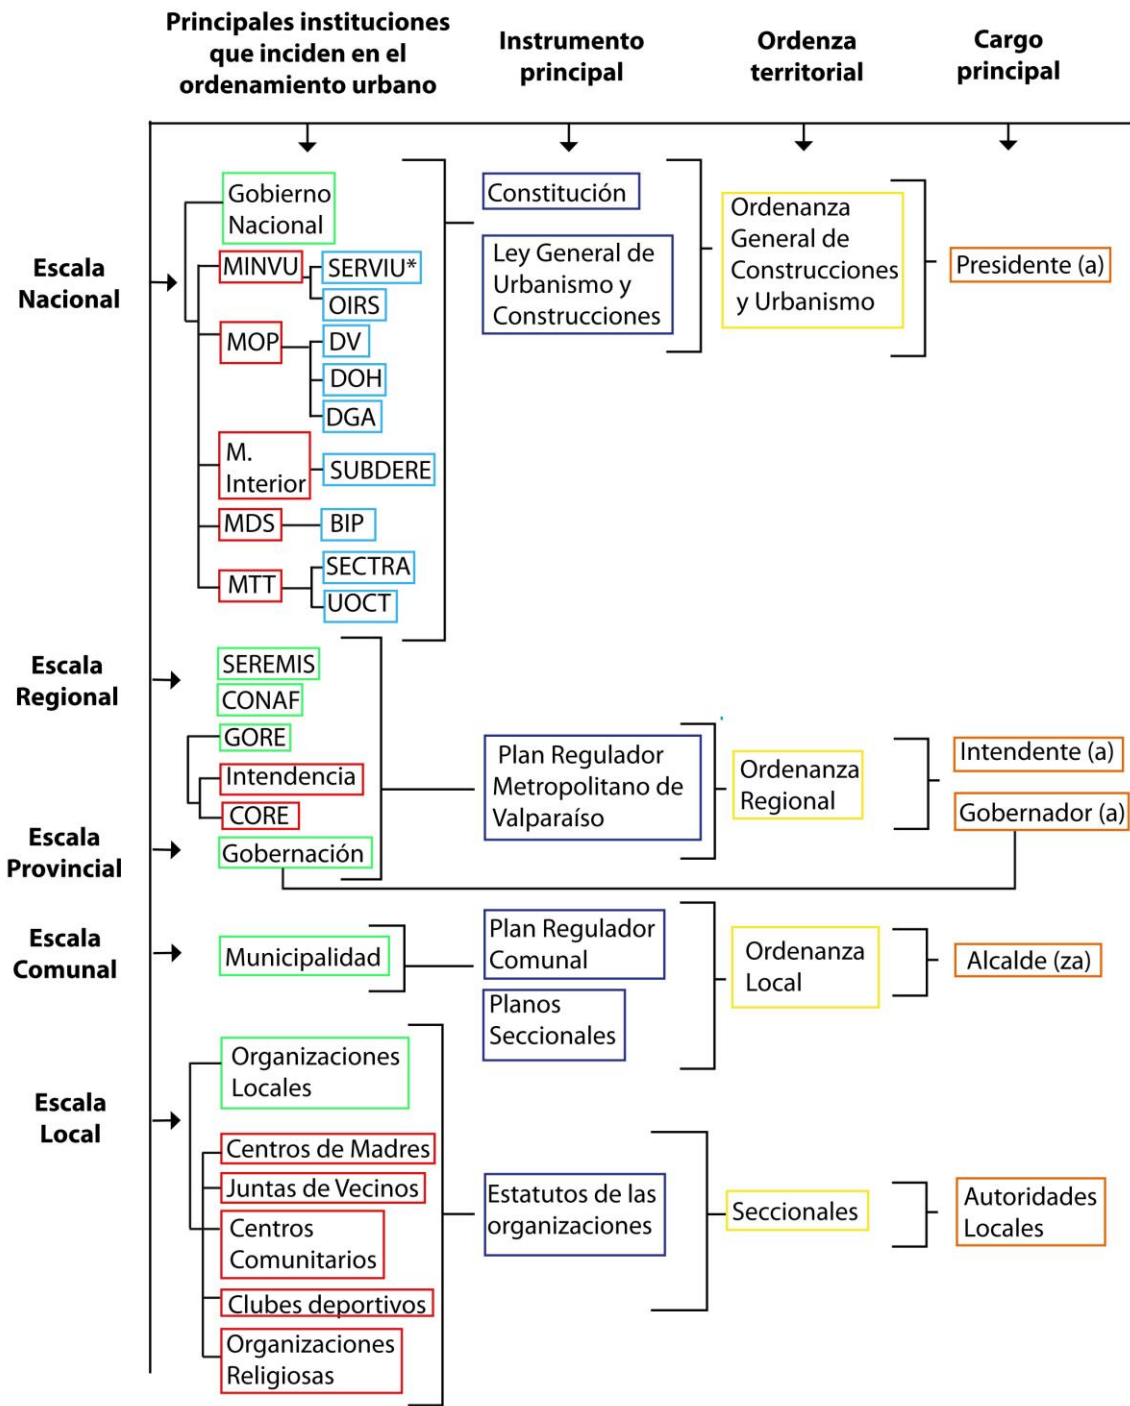 Principales instituciones
que inciden en el
ordenamiento urbano
Instrumento
principal
Ordenza
territorial
Cargo
principal
Escala
Nacional
Gobierno
Nacional
MINVU
SERVIU*
OIRS
MOP
DV
DOH
DGA
M.
Interior
SUBDERE
MDS
BIP
MTT
SECTRA
UOCT
Constitución
Ley General de
Urbanismo y
Construcciones
Ordenanza
General de
Construcciones
y Urbanismo
Presidente (a)
Escala
Regional
SEREMIS
CONAF
GORE
Intendencia
CORE
Escala
Provincial
Gobernación
Plan Regulador
Metropolitano de
Valparaíso
Ordenanza
Regional
Intendente (a)
Gobernador (a)
Escala
Comunal
Municipalidad
Plan Regulador
Comunal
Planos
Seccionales
Ordenanza
Local
Alcalde (za)
Escala
Local
Organizaciones
Locales
Centros de Madres
Juntas de Vecinos
Centros
Comunitarios
Clubes deportivos
Organizaciones
Religiosas
Estatutos de las
organizaciones
Seccionales
Autoridades
Locales